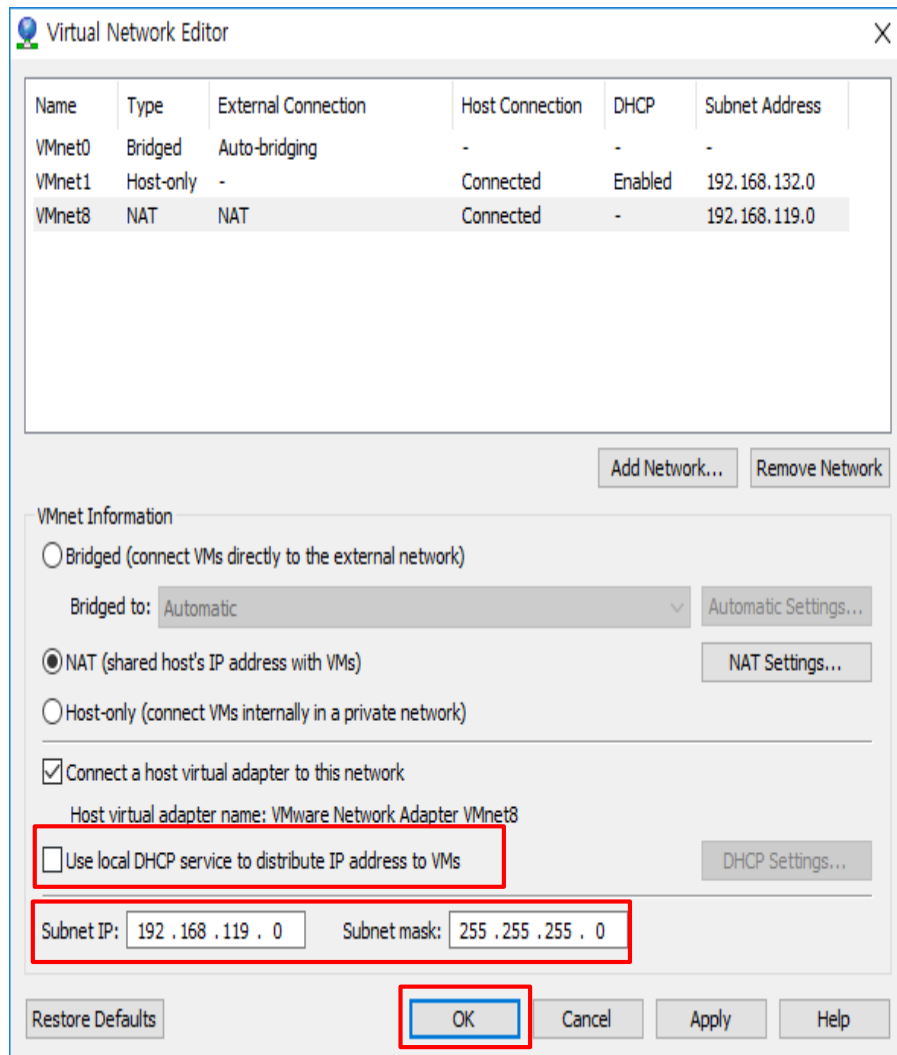 Virtual Network Editor
Name Type External Connection Host Connection DHCP Subnet Address
VMnet0 Bridged Auto-bridging - - -
VMnet1 Host-only - Connected Enabled 192.168.132.0
VMnet8 NAT NAT Connected - 192.168.119.0
Add Network... Remove Network
VMnet Information
Bridged (connect VMs directly to the external network)
Bridged to: Automatic Automatic Settings...
NAT (shared host's IP address with VMs) NAT Settings...
Host-only (connect VMs internally in a private network)
Connect a host virtual adapter to this network
Host virtual adapter name: VMware Network Adapter VMnet8
Use local DHCP service to distribute IP address to VMs DHCP Settings...
Subnet IP: 192 . 168 . 119 . 0 Subnet mask: 255 . 255 . 255 . 0
Restore Defaults OK Cancel Apply Help